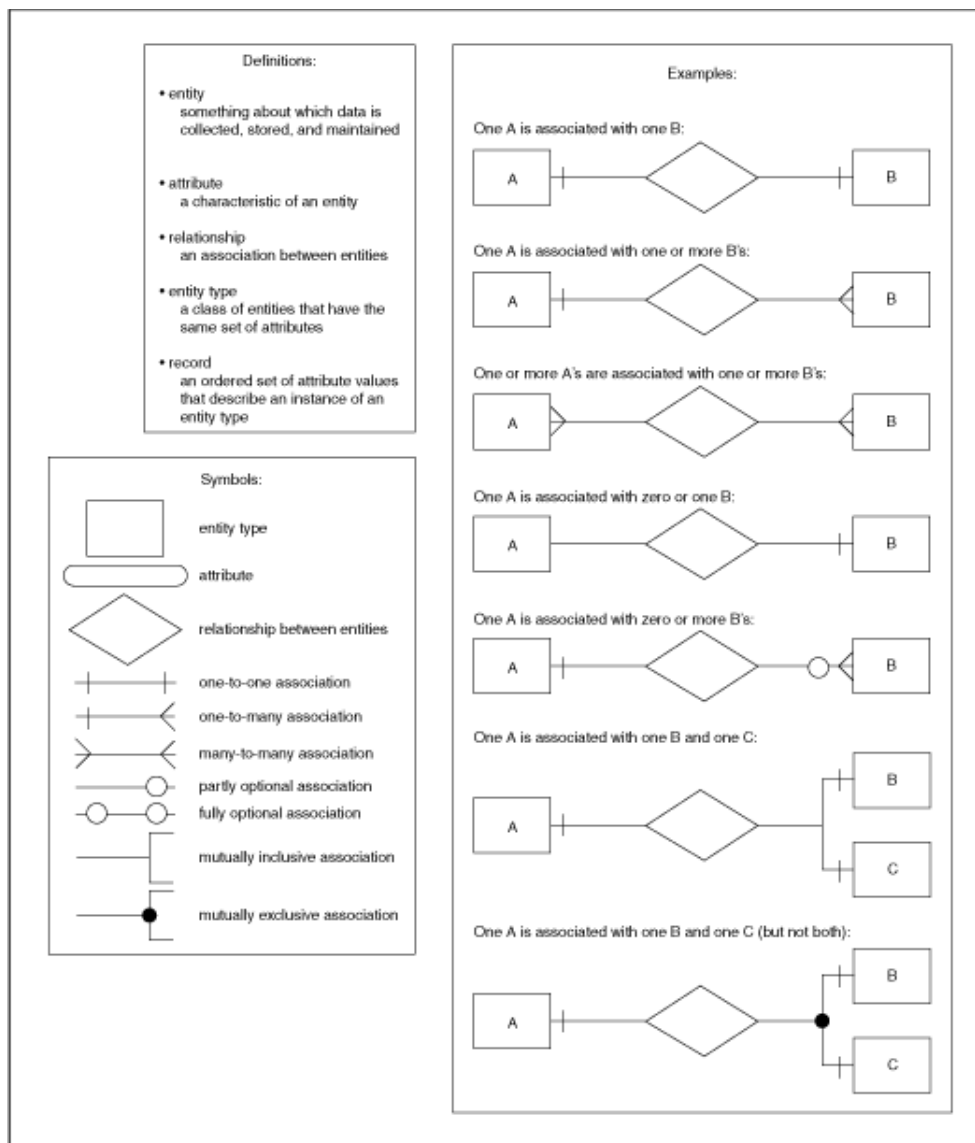 Definitions:
• entity
something about which data is
collected, stored, and maintained
• attribute
a characteristic of an entity
• relationship
an association between entities
• entity type
a class of entities that have the
same set of attributes
• record
an ordered set of attribute values
that describe an instance of an
entity type
Symbols:
entity type
attribute
relationship between entities
one-to-one association
one-to-many association
many-to-many association
partly optional association
fully optional association
mutually inclusive association
mutually exclusive association
Examples:
One A is associated with one B:
A
B
One A is associated with one or more B's:
A
B
One or more A's are associated with one or more B's:
A
B
One A is associated with zero or one B:
A
B
One A is associated with zero or more B's:
A
B
One A is associated with one B and one C:
B
A
C
One A is associated with one B and one C (but not both):
B
A
C